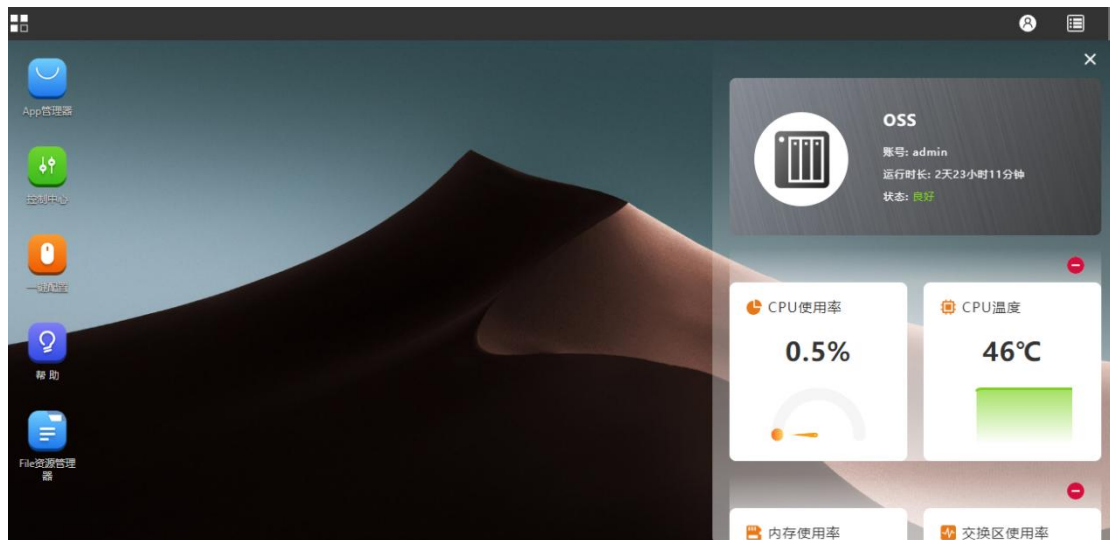 App管理器
控制中心
一键配置
帮 助
File资源管理
器
OSS
账号: admin
运行时长: 2天23小时11分钟
状态: 良好
CPU使用率
0.5%
CPU温度
46℃
内存使用率
交换区使用率